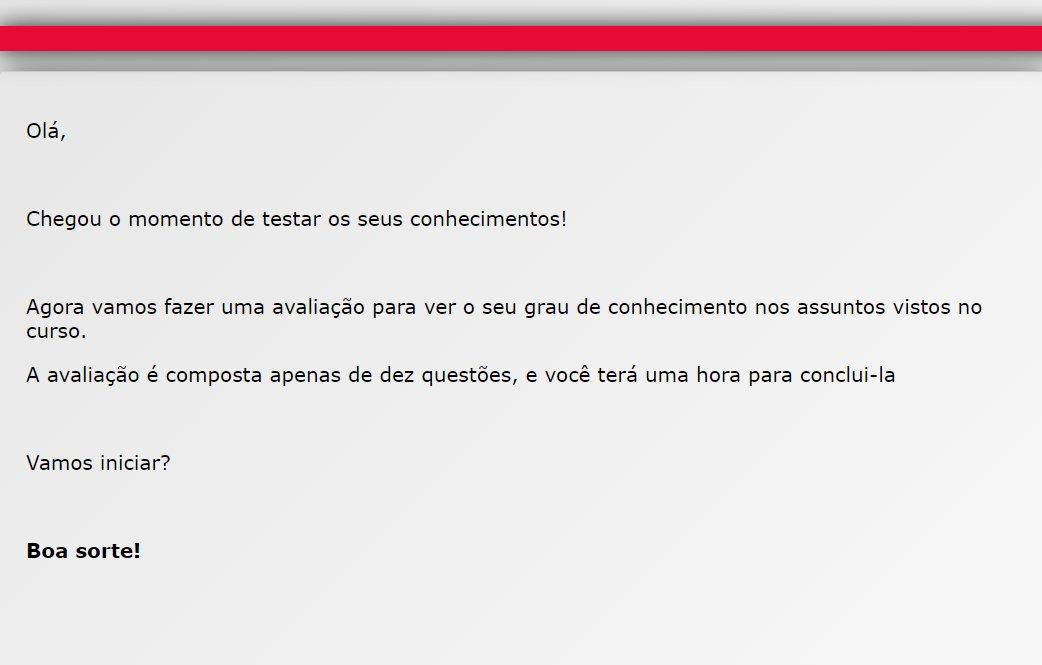 Olá,
Chegou o momento de testar os seus conhecimentos!
Agora vamos fazer uma avaliação para ver o seu grau de conhecimento nos assuntos vistos no
curso.
A avaliação é composta apenas de dez questões, e você terá uma hora para conclui-la
Vamos iniciar?
Boa sorte!